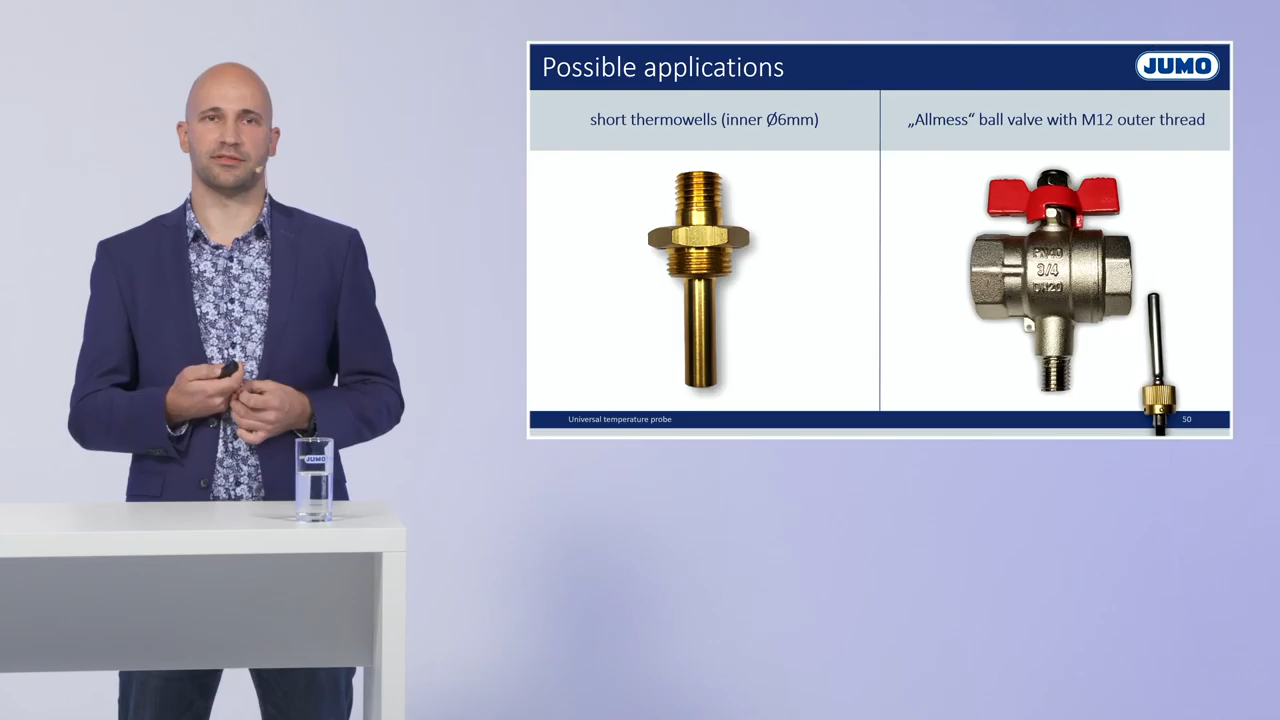 Possible applications
JUMO
short thermowells (inner Ø6mm)
„Allmess“ ball valve with M12 outer thread
PN40
3/4
DN20
Universal temperature probe
50
JUMO